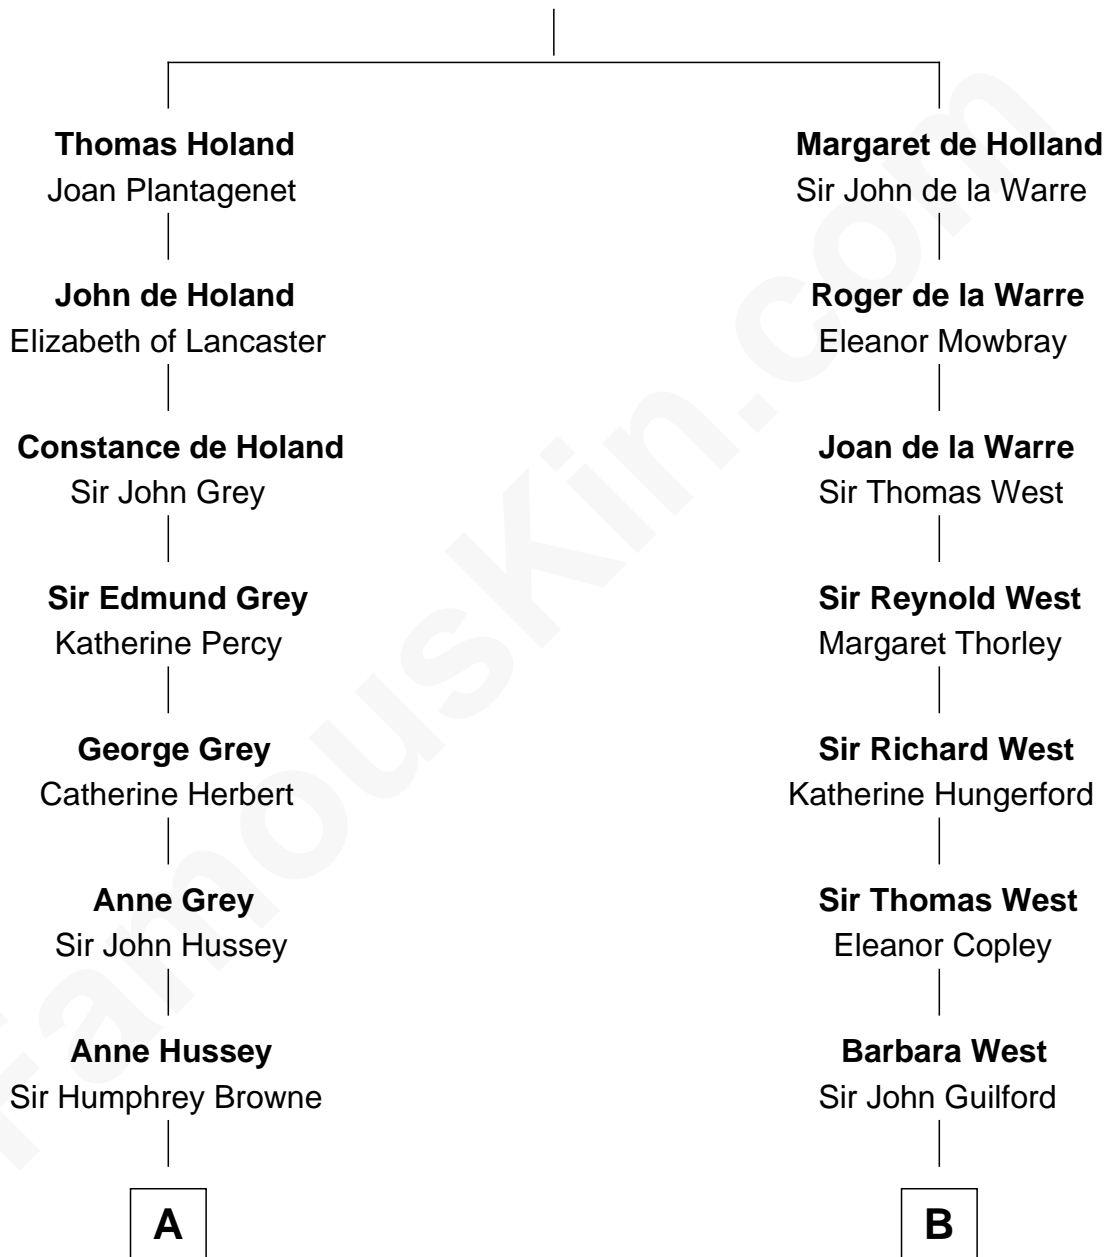 Thomas Holand
Joan Plantagenet
John de Holand
Elizabeth of Lancaster
Constance de Holand
Sir John Grey
Sir Edmund Grey
Katherine Percy
George Grey
Catherine Herbert
Anne Grey
Sir John Hussey
Anne Hussey
Sir Humphrey Browne
A
Margaret de Holland
Sir John de la Warre
Roger de la Warre
Eleanor Mowbray
Joan de la Warre
Sir Thomas West
Sir Reynold West
Margaret Thorley
Sir Richard West
Katherine Hungerford
Sir Thomas West
Eleanor Copley
Barbara West
Sir John Guilford
B
FamousKin.com